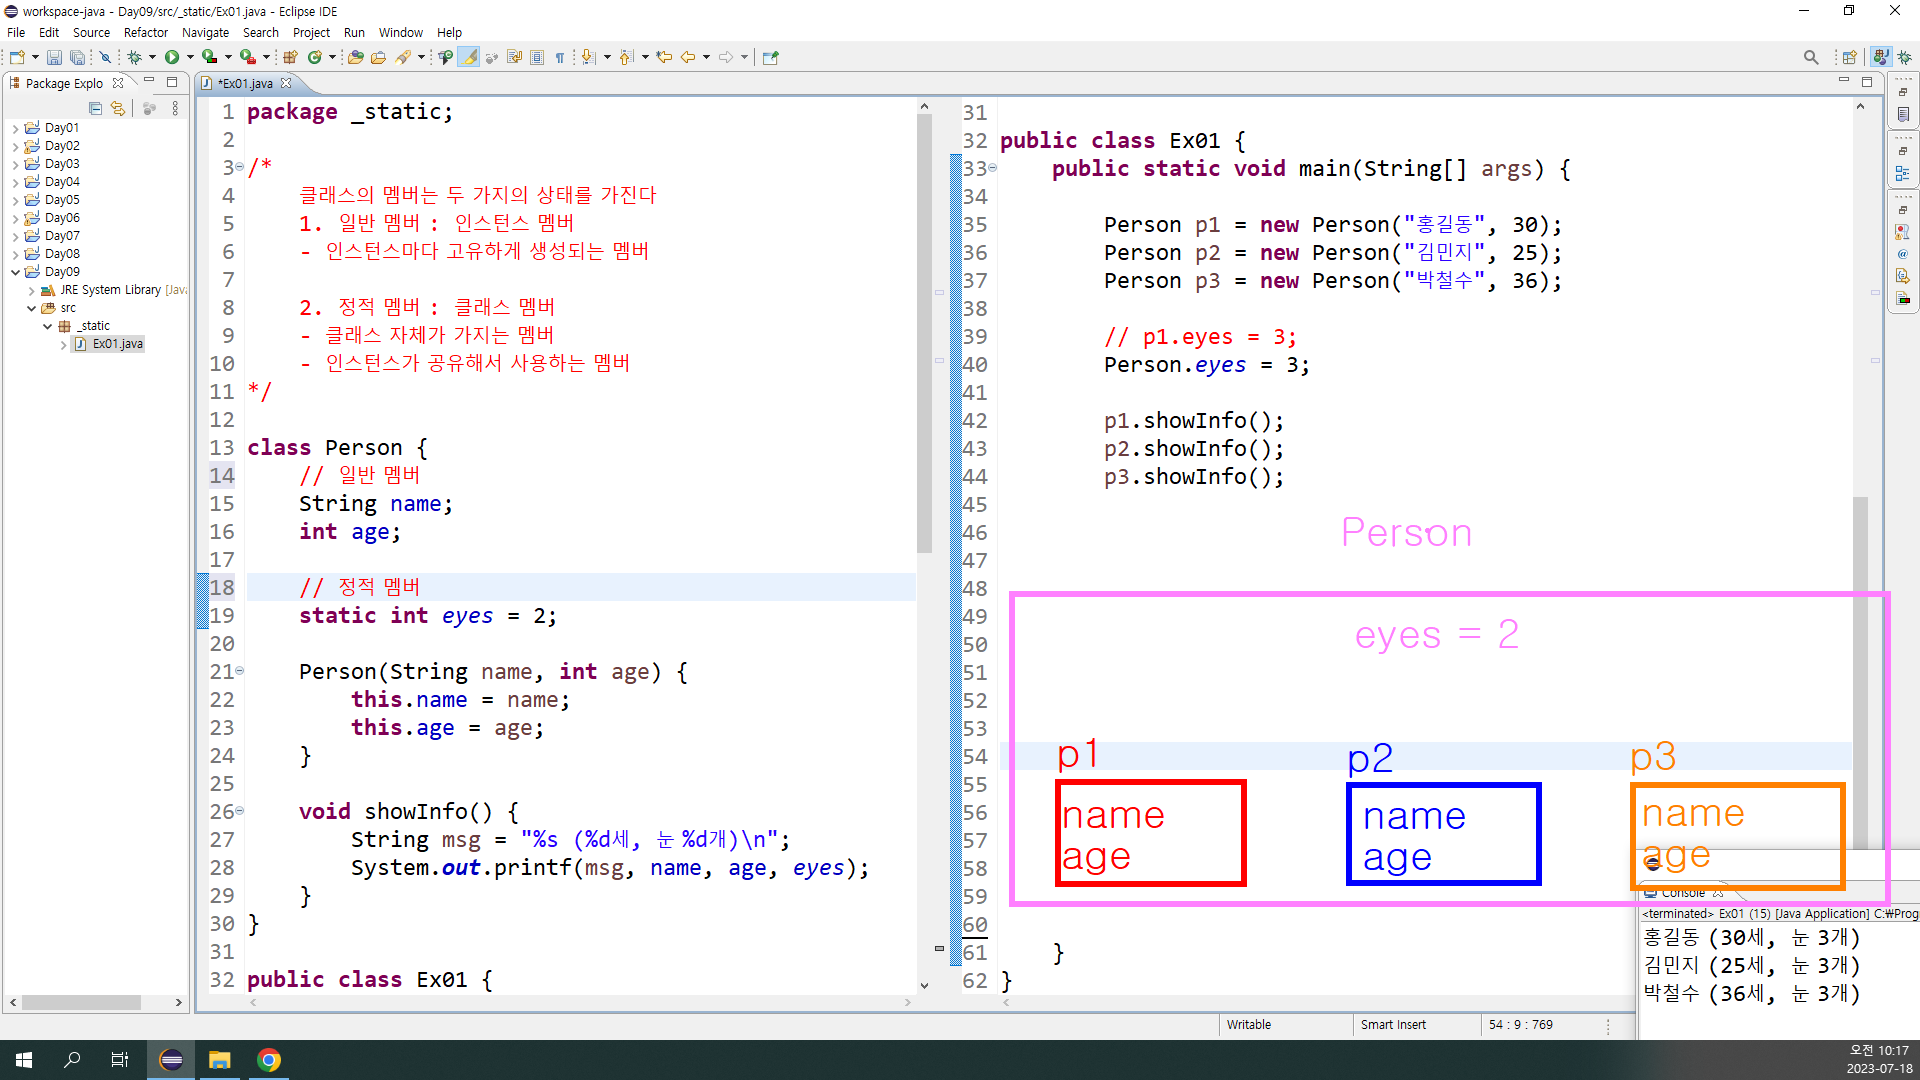 workspace-java - Day09/src/_static/Ex01.java - Eclipse IDE
File Edit Source Refactor Navigate Search Project Run Window Help
Package Explo
*Ex01.java
Day01
Day02
Day03
Day04
Day05
Day06
Day07
Day08
Day09
JRE System Library [Java
src
_static
Ex01.java
1 package _static;
2
3 /*
4 클래스의 멤버는 두 가지의 상태를 가진다
5 1. 일반 멤버 : 인스턴스 멤버
6 - 인스턴스마다 고유하게 생성되는 멤버
7
8 2. 정적 멤버 : 클래스 멤버
9 - 클래스 자체가 가지는 멤버
10 - 인스턴스가 공유해서 사용하는 멤버
11 */
12
13 class Person {
14 // 일반 멤버
15 String name;
16 int age;
17
18 // 정적 멤버
19 static int eyes = 2;
20
21 Person(String name, int age) {
22 this.name = name;
23 this.age = age;
24 }
25
26 void showInfo() {
27 String msg = "%s (%d세, 눈 %d개)\n";
28 System.out.printf(msg, name, age, eyes);
29 }
30 }
31
32 public class Ex01 {
31
32 public class Ex01 {
33 public static void main(String[] args) {
34
35 Person p1 = new Person("홍길동", 30);
36 Person p2 = new Person("김민지", 25);
37 Person p3 = new Person("박철수", 36);
38
39 // p1.eyes = 3;
40 Person.eyes = 3;
41
42 p1.showInfo();
43 p2.showInfo();
44 p3.showInfo();
45
46
47
48
49
50
51
52
53
54
55
56
57
58
59
60
61 }
62 }
Person
eyes = 2
p1 p2 p3
name name name
age age age
Console
<terminated> Ex01 (15) [Java Application] C:₩Prog
홍길동 (30세, 눈 3개)
김민지 (25세, 눈 3개)
박철수 (36세, 눈 3개)
Writable Smart Insert 54 : 9 : 769
오전 10:17
2023-07-18